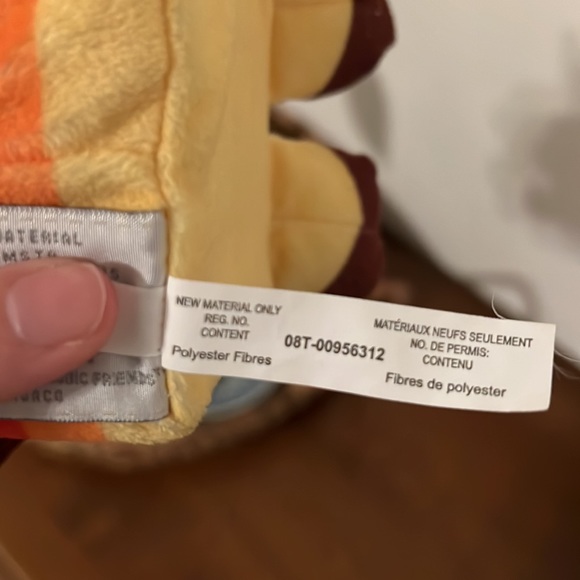 NEW MATERIAL ONLY
REG. NO.
CONTENT
Polyester Fibres
08T-00956312
MATÉRIAUX NEUFS SEULEMENT
NO. DE PERMIS:
CONTENU
Fibres de polyester